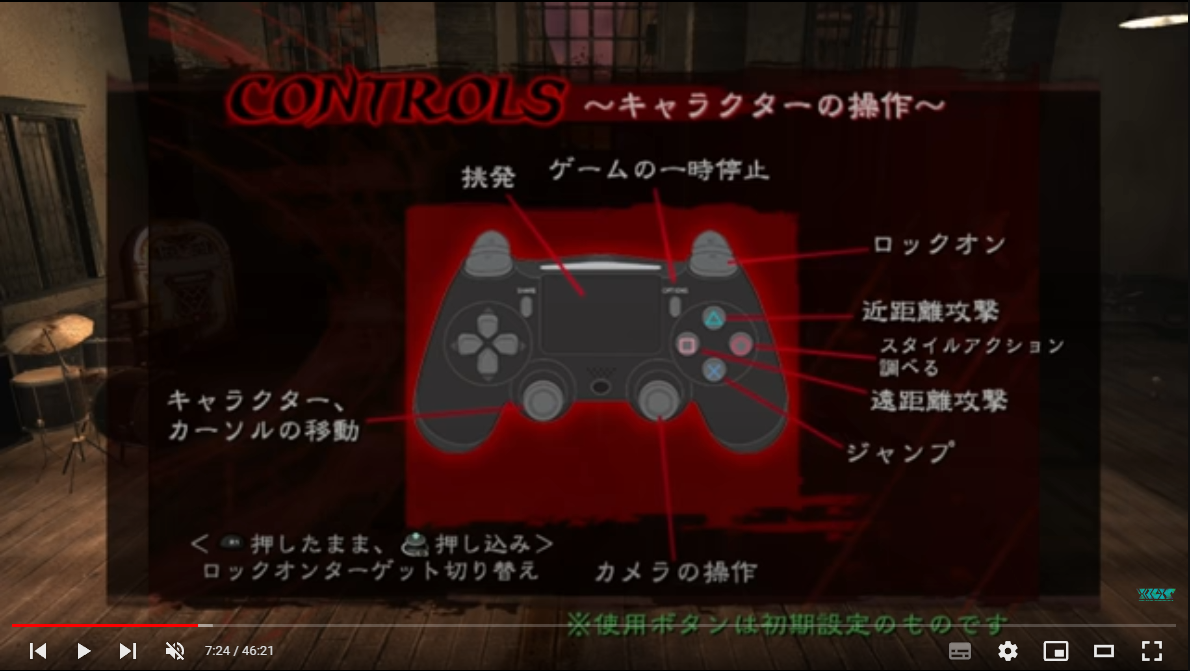 CONTROLS ～キャラクターの操作～
挑発
ゲームの一時停止
ロックオン
SHARE
OPTIONS
近距離攻撃
スタイルアクション
調べる
遠距離攻撃
ジャンプ
キャラクター、
カーソルの移動
＜ R1 押したまま、 押し込み＞
ロックオンターゲット切り替え
カメラの操作
※使用ボタンは初期設定のものです
7:24 / 46:21